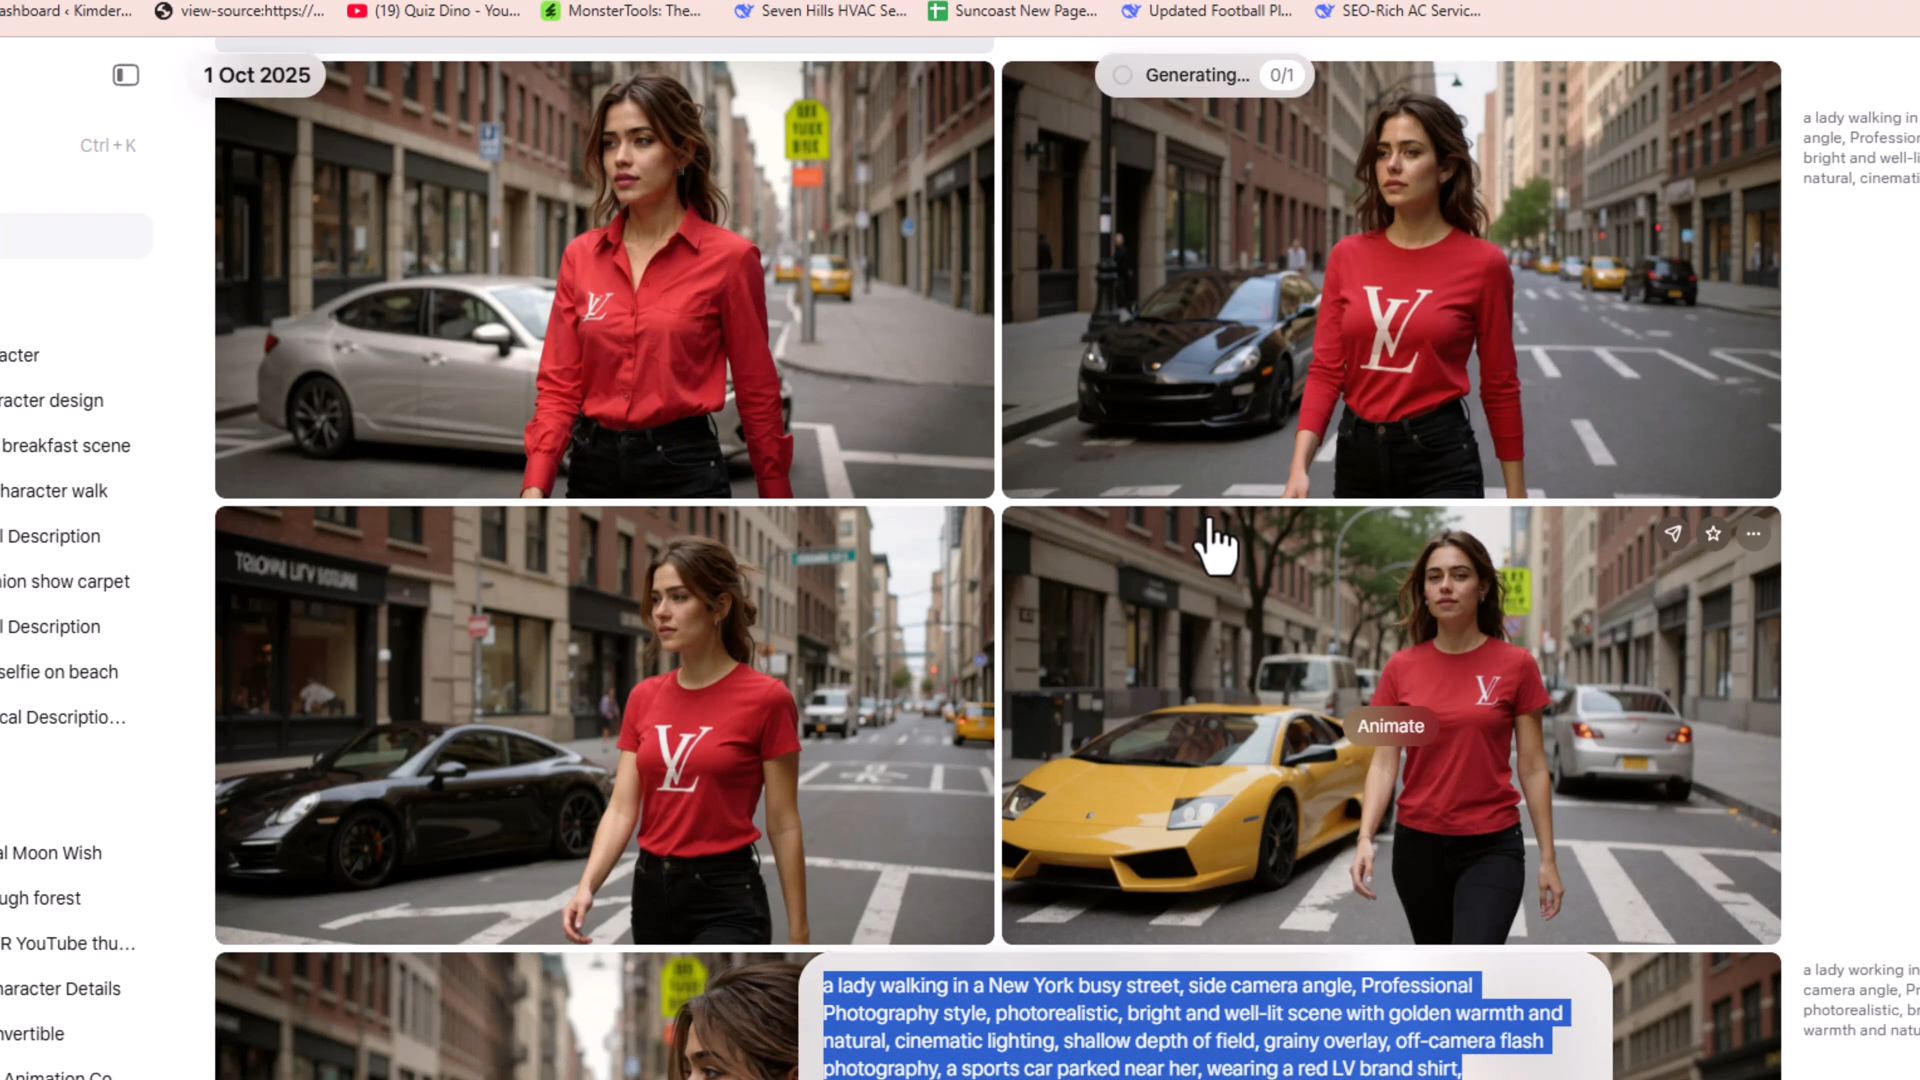 ashboard ‹ Kimder...
view-source:https://...
(19) Quiz Dino - You...
MonsterTools: The...
Seven Hills HVAC Se...
Suncoast New Page...
Updated Football Pl...
SEO-Rich AC Servic...
1 Oct 2025
Generating... 0/1
Ctrl + K
acter
racter design
breakfast scene
haracter walk
l Description
nion show carpet
l Description
selfie on beach
cal Descriptio...
al Moon Wish
ugh forest
R YouTube thu...
haracter Details
nvertible
Animation Co
a lady walking in
angle, Profession
bright and well-li
natural, cinemati
Animate
a lady walking in a New York busy street, side camera angle, Professional
Photography style, photorealistic, bright and well-lit scene with golden warmth and
natural, cinematic lighting, shallow depth of field, grainy overlay, off-camera flash
photography, a sports car parked near her, wearing a red LV brand shirt,
a lady working in
camera angle, Pr
photorealistic, br
warmth and natu